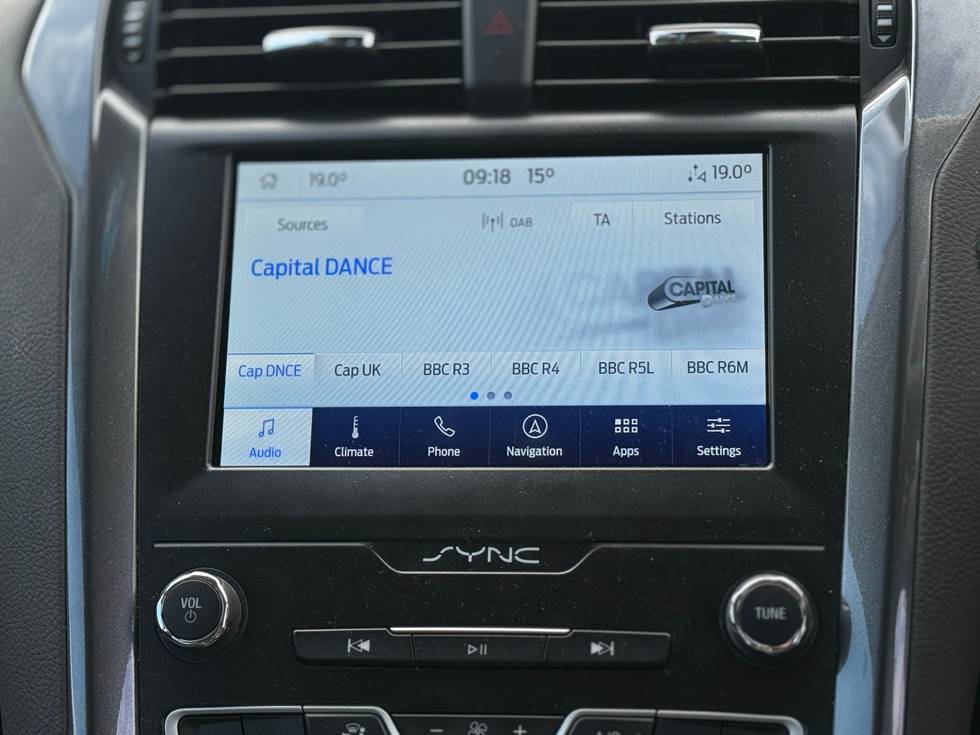 19.0° 09:18 15° 19.0°
Sources DAB TA Stations
Capital DANCE
CAPITAL
DANCE
Cap DNCE Cap UK BBC R3 BBC R4 BBC R5L BBC R6M
Audio Climate Phone Navigation Apps Settings
SYNC
VOL
TUNE